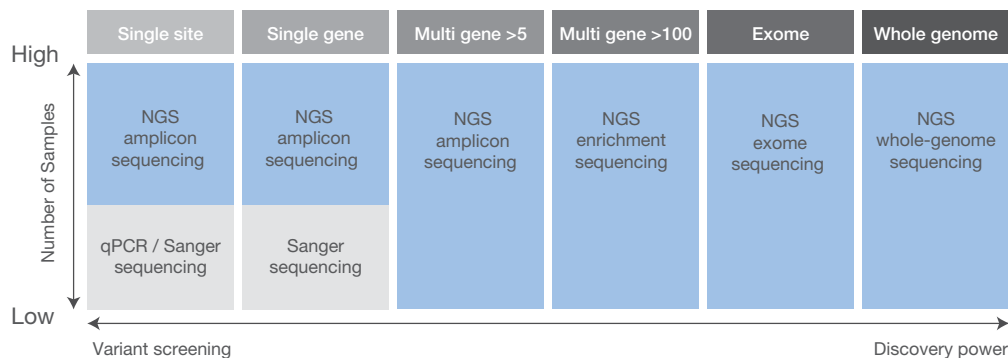 Single site
Single gene
Multi gene >5
Multi gene >100
Exome
Whole genome
High
Number of Samples
Low
NGS
amplicon
sequencing
NGS
amplicon
sequencing
NGS
amplicon
sequencing
NGS
enrichment
sequencing
NGS
exome
sequencing
NGS
whole-genome
sequencing
qPCR / Sanger
sequencing
Sanger
sequencing
Variant screening
Discovery power